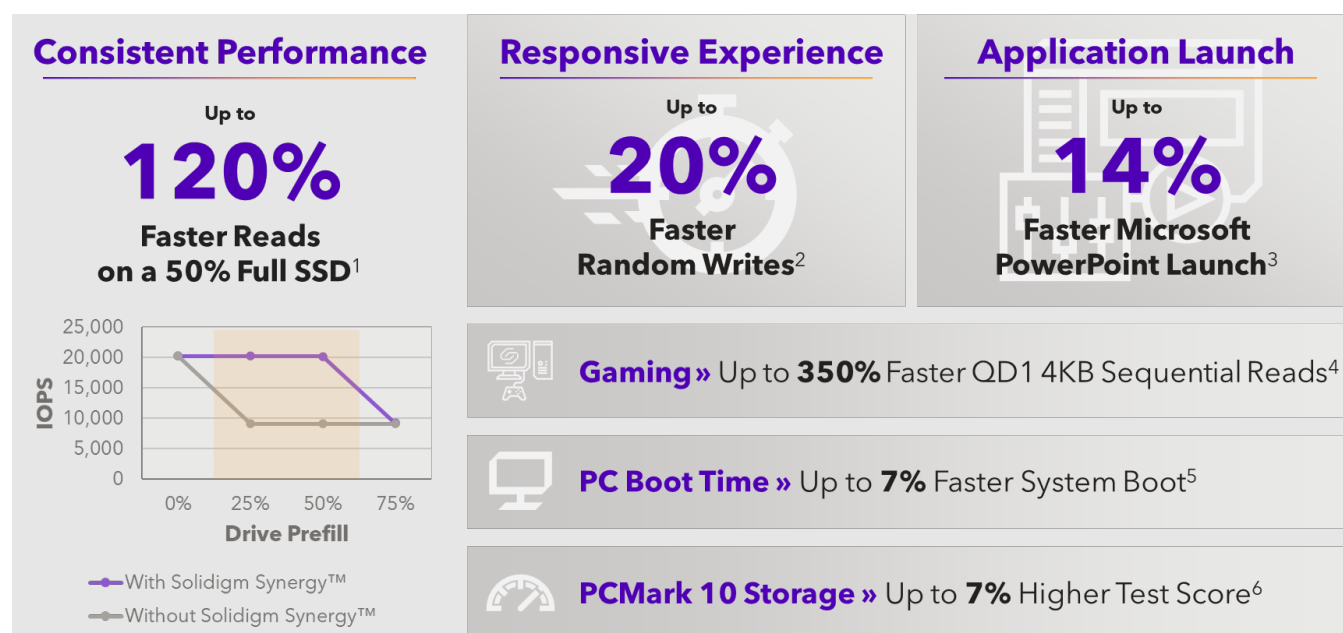 Consistent Performance
Up to
120%
Faster Reads
on a 50% Full SSD1
25,000
20,000
15,000
10,000
5,000
0
IOPS
0% 25% 50% 75%
Drive Prefill
With Solidigm Synergy™
Without Solidigm Synergy™
Responsive Experience
Up to
20%
Faster
Random Writes2
Application Launch
Up to
14%
Faster Microsoft
PowerPoint Launch3
Gaming » Up to 350% Faster QD1 4KB Sequential Reads4
PC Boot Time » Up to 7% Faster System Boot5
PCMark 10 Storage » Up to 7% Higher Test Score6